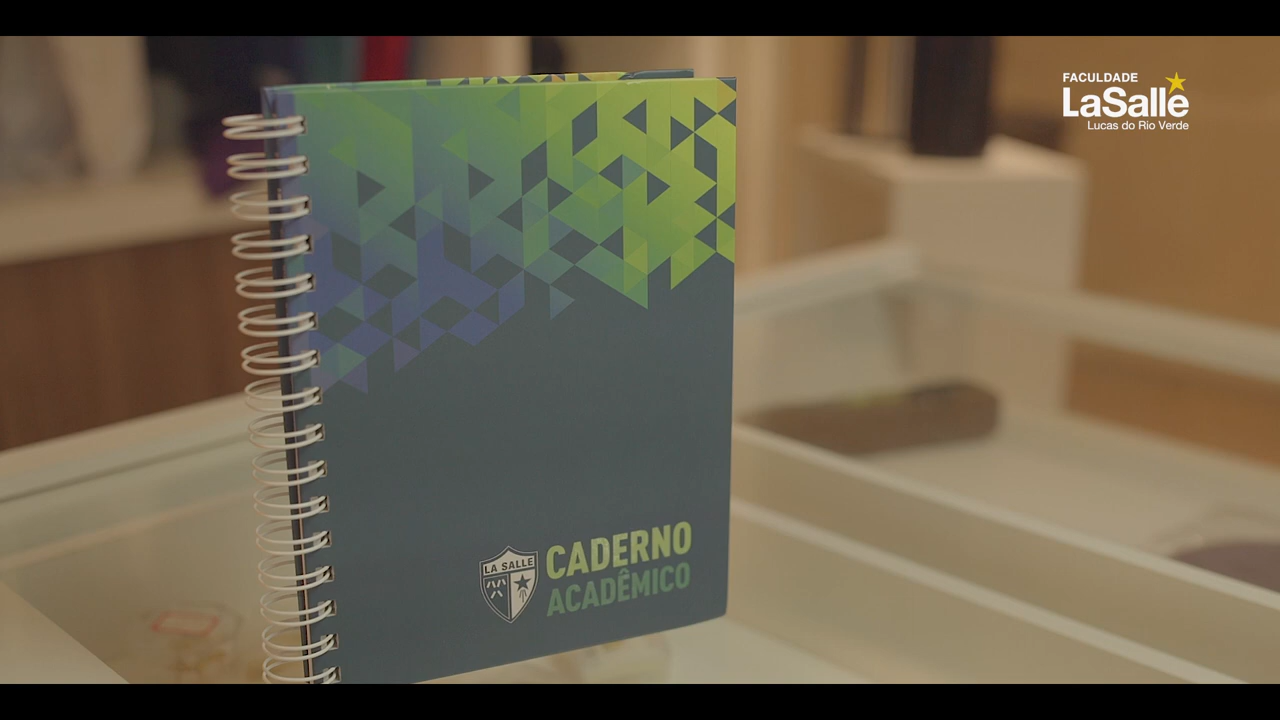 FACULDADE
LaSalle
Lucas do Rio Verde
LA SALLE
CADERNO
ACADÊMICO